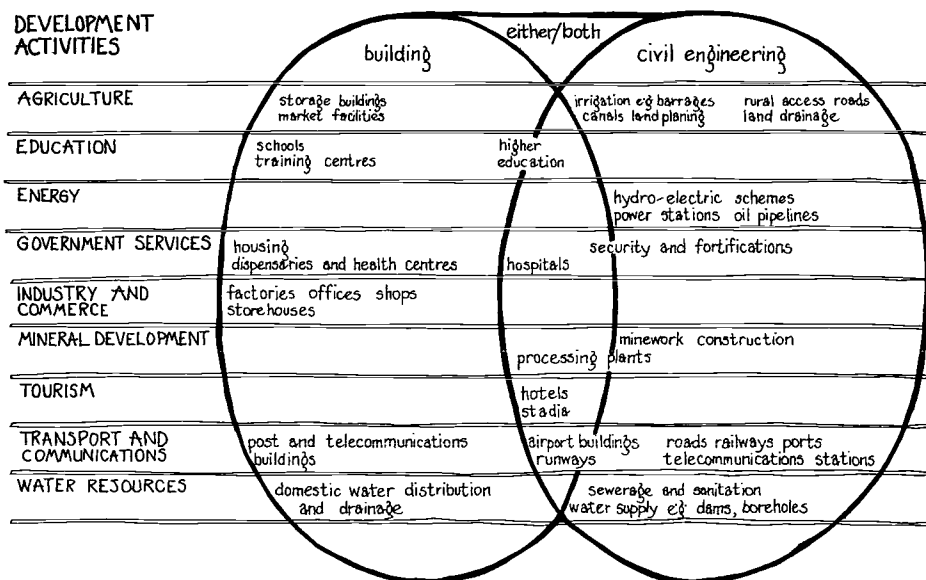 DEVELOPMENT
ACTIVITIES
either/both
building
civil engineering
AGRICULTURE
storage buildings
market facilities
irrigation eg barrages
canals land planing
rural access roads
land drainage
EDUCATION
schools
training centres
higher
education
ENERGY
hydro-electric schemes
power stations oil pipelines
GOVERNMENT SERVICES
housing
dispensaries and health centres
hospitals
security and fortifications
INDUSTRY AND
COMMERCE
factories offices shops
storehouses
MINERAL DEVELOPMENT
minework construction
processing plants
TOURISM
hotels
stadia
TRANSPORT AND
COMMUNICATIONS
post and telecommunications
buildings
airport buildings
runways
roads railways ports
telecommunications stations
WATER RESOURCES
domestic water distribution
and drainage
sewerage and sanitation
water supply eg dams, boreholes